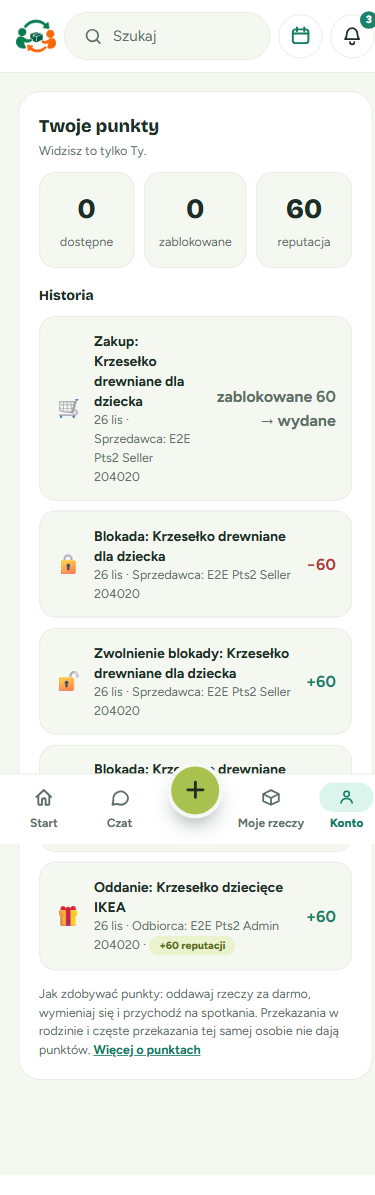 Szukaj
3
Twoje punkty
Widzisz to tylko Ty.
0
dostępne
0
zablokowane
60
reputacja
Historia
Zakup:
Krzesełko
drewniane dla
dziecka
26 lis ·
Sprzedawca: E2E
Pts2 Seller
204020
zablokowane 60
→ wydane
Blokada: Krzesełko drewniane
dla dziecka
26 lis · Sprzedawca: E2E Pts2 Seller
204020
-60
Zwolnienie blokady: Krzesełko
drewniane dla dziecka
26 lis · Sprzedawca: E2E Pts2 Seller
204020
+60
Blokada: Krzesełko drewniane
Start
Czat
Moje rzeczy
Konto
Oddanie: Krzesełko dziecięce
IKEA
26 lis · Odbiorca: E2E Pts2 Admin
204020 · +60 reputacji
+60
Jak zdobywać punkty: oddawaj rzeczy za darmo,
wymieniaj się i przychodź na spotkania. Przekazania w
rodzinie i częste przekazania tej samej osobie nie dają
punktów. Więcej o punktach